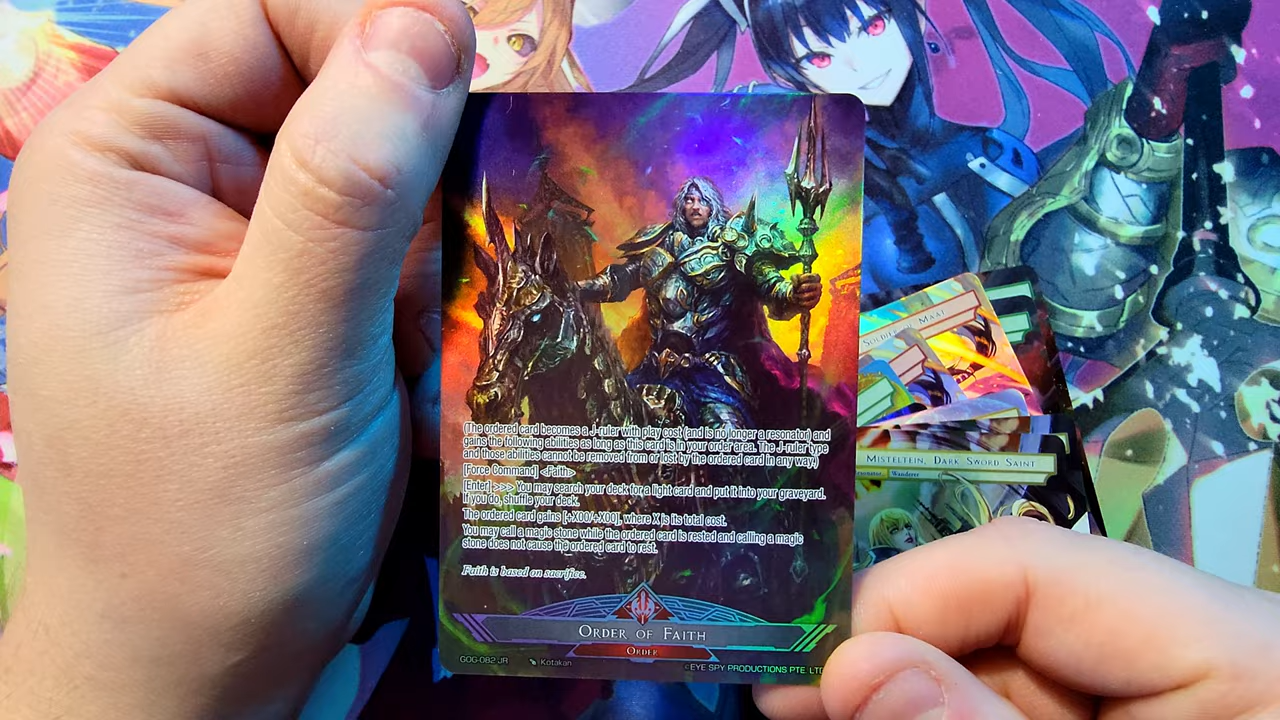 (The ordered card becomes a J-ruler with play cost (and is no longer a resonator) and
gains the following abilities as long as this card is in your order area. The J-ruler type
and those abilities cannot be removed from or lost by the ordered card in any way.)
[Force Command] <Faith>
[Enter] >>> You may search your deck for a light card and put it into your graveyard.
If you do, shuffle your deck.
The ordered card gains [+X00/+X00], where X is its total cost.
You may call a magic stone while the ordered card is rested and calling a magic
stone does not cause the ordered card to rest.
Faith is based on sacrifice.
Order of Faith
Order
GOG-082 JR Kotakan ©EYE SPY PRODUCTIONS PTE. LTD
Soldier of Maat
Misteltein, Dark Sword Saint
Resonator Wanderer